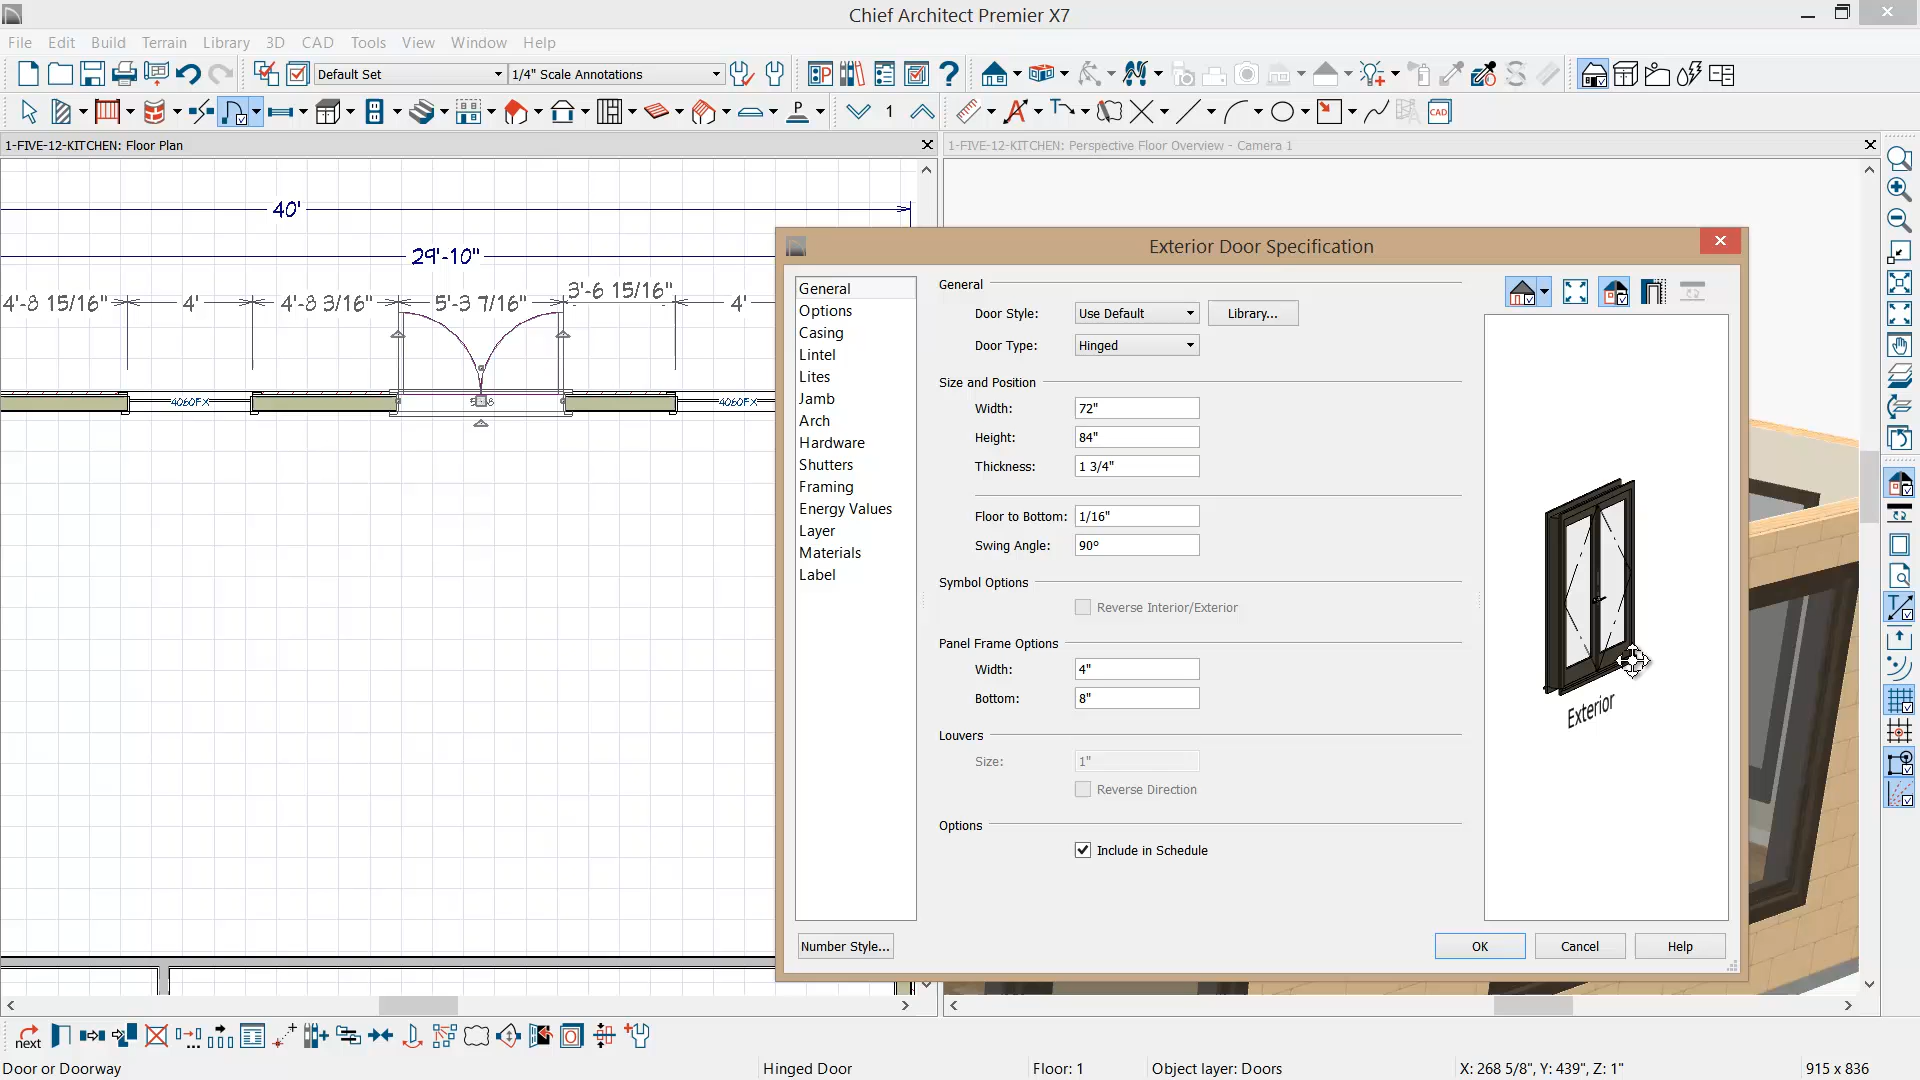 Chief Architect Premier X7
File Edit Build Terrain Library 3D CAD Tools View Window Help
Default Set 1/4" Scale Annotations
1
1-FIVE-12-KITCHEN: Floor Plan
1-FIVE-12-KITCHEN: Perspective Floor Overview - Camera 1
40'
29'-10"
4'-8 15/16" 4' 4'-8 3/16" 5'-3 7/16" 3'-6 15/16" 4'
4060FX 4060FX
Exterior Door Specification
General
Options
Casing
Lintel
Lites
Jamb
Arch
Hardware
Shutters
Framing
Energy Values
Layer
Materials
Label
General
Door Style: Use Default Library...
Door Type: Hinged
Size and Position
Width: 72"
Height: 84"
Thickness: 1 3/4"
Floor to Bottom: 1/16"
Swing Angle: 90º
Symbol Options
Reverse Interior/Exterior
Panel Frame Options
Width: 4"
Bottom: 8"
Louvers
Size: 1"
Reverse Direction
Options
Include in Schedule
Exterior
Number Style... OK Cancel Help
next
Door or Doorway Hinged Door Floor: 1 Object layer: Doors X: 268 5/8", Y: 439", Z: 1" 915 x 836
CAD